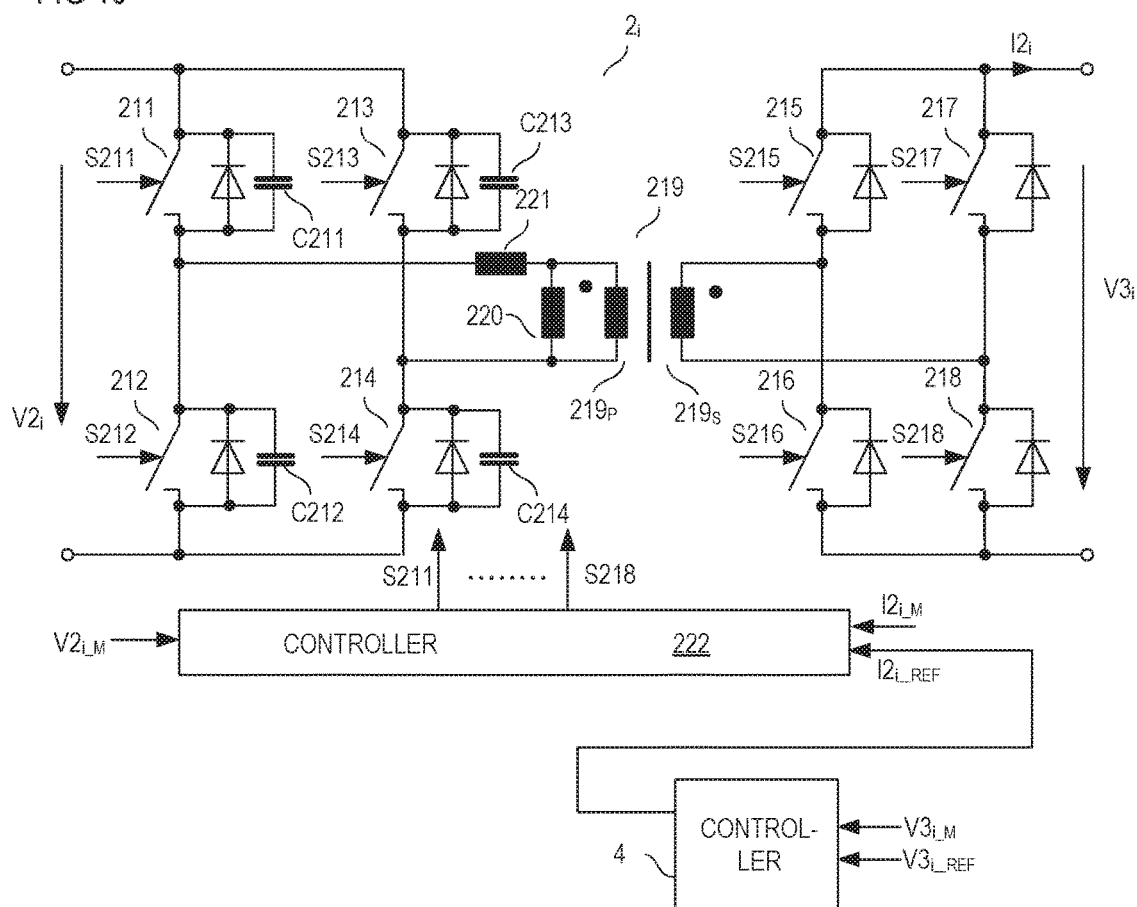 2i
I2i
211
213
C213
215
217
S211
S213
S215
S217
221
219
C211
V3i
220
212
214
219P
219S
216
218
V2i
S212
S214
S216
S218
C212
C214
S211 ........ S218
V2i_M
CONTROLLER 222
I2i_M
I2i_REF
CONTROL-
LER
4
V3i_M
V3i_REF